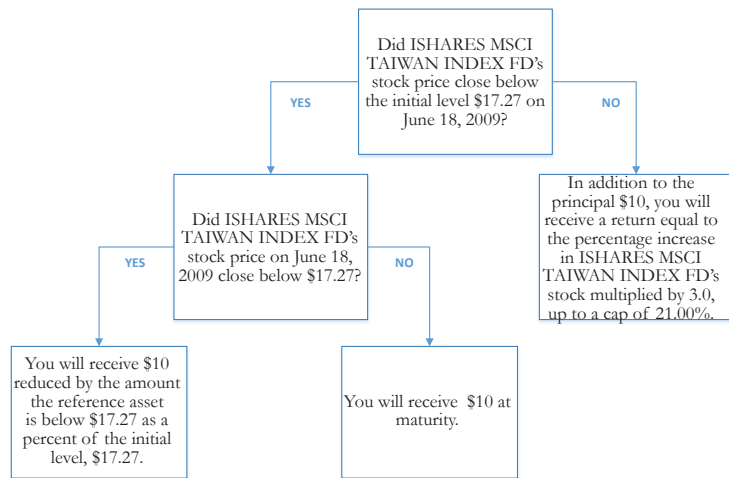 Did ISHARES MSCI
TAIWAN INDEX FD's
stock price close below
the initial level $17.27 on
June 18, 2009?
YES
NO
Did ISHARES MSCI
TAIWAN INDEX FD's
stock price on June 18,
2009 close below $17.27?
In addition to the
principal $10, you will
receive a return equal to
the percentage increase
in ISHARES MSCI
TAIWAN INDEX FD's
stock multiplied by 3.0,
up to a cap of 21.00%.
YES
NO
You will receive $10
reduced by the amount
the reference asset
is below $17.27 as a
percent of the initial
level, $17.27.
You will receive $10 at
maturity.